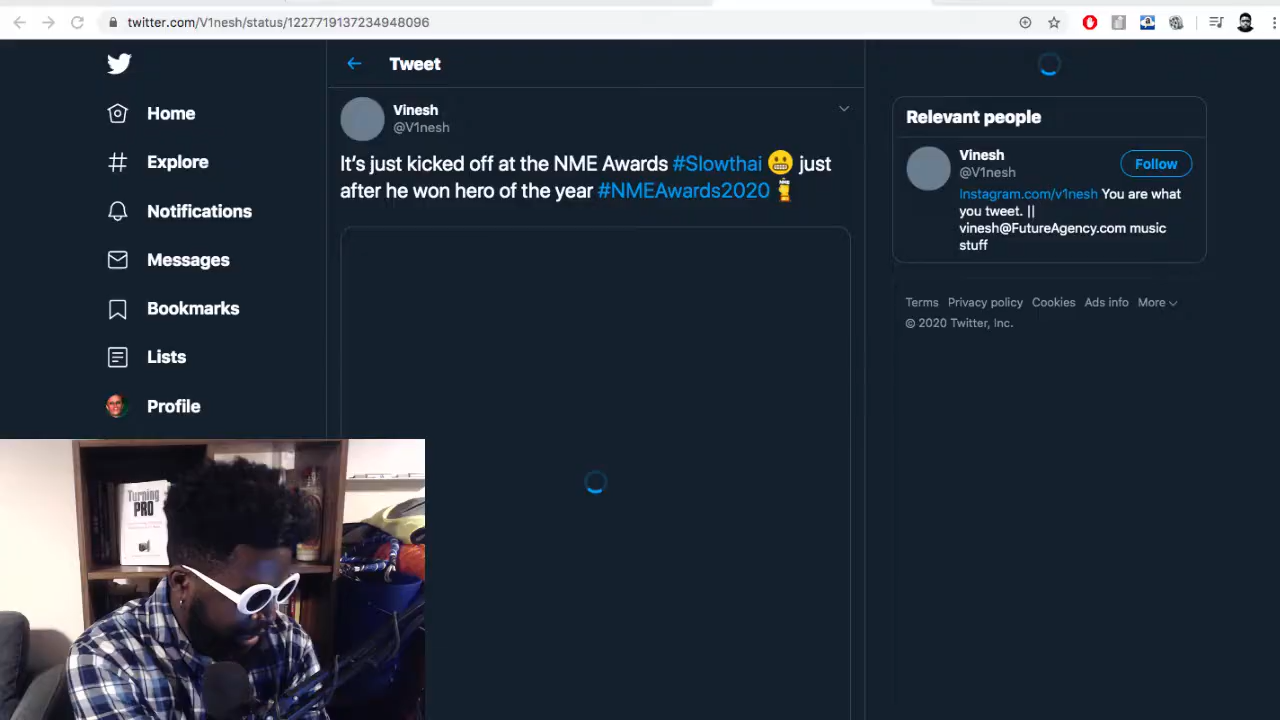 twitter.com/V1nesh/status/1227719137234948096
Tweet
Home
Explore
Notifications
Messages
Bookmarks
Lists
Profile
Vinesh
@V1nesh
It’s just kicked off at the NME Awards #Slowthai 😬 just
after he won hero of the year #NMEAwards2020 🍺
Relevant people
Vinesh
@V1nesh
Follow
Instagram.com/v1nesh You are what
you tweet. ||
vinesh@FutureAgency.com music
stuff
Terms Privacy policy Cookies Ads info More
© 2020 Twitter, Inc.
Turning
PRO